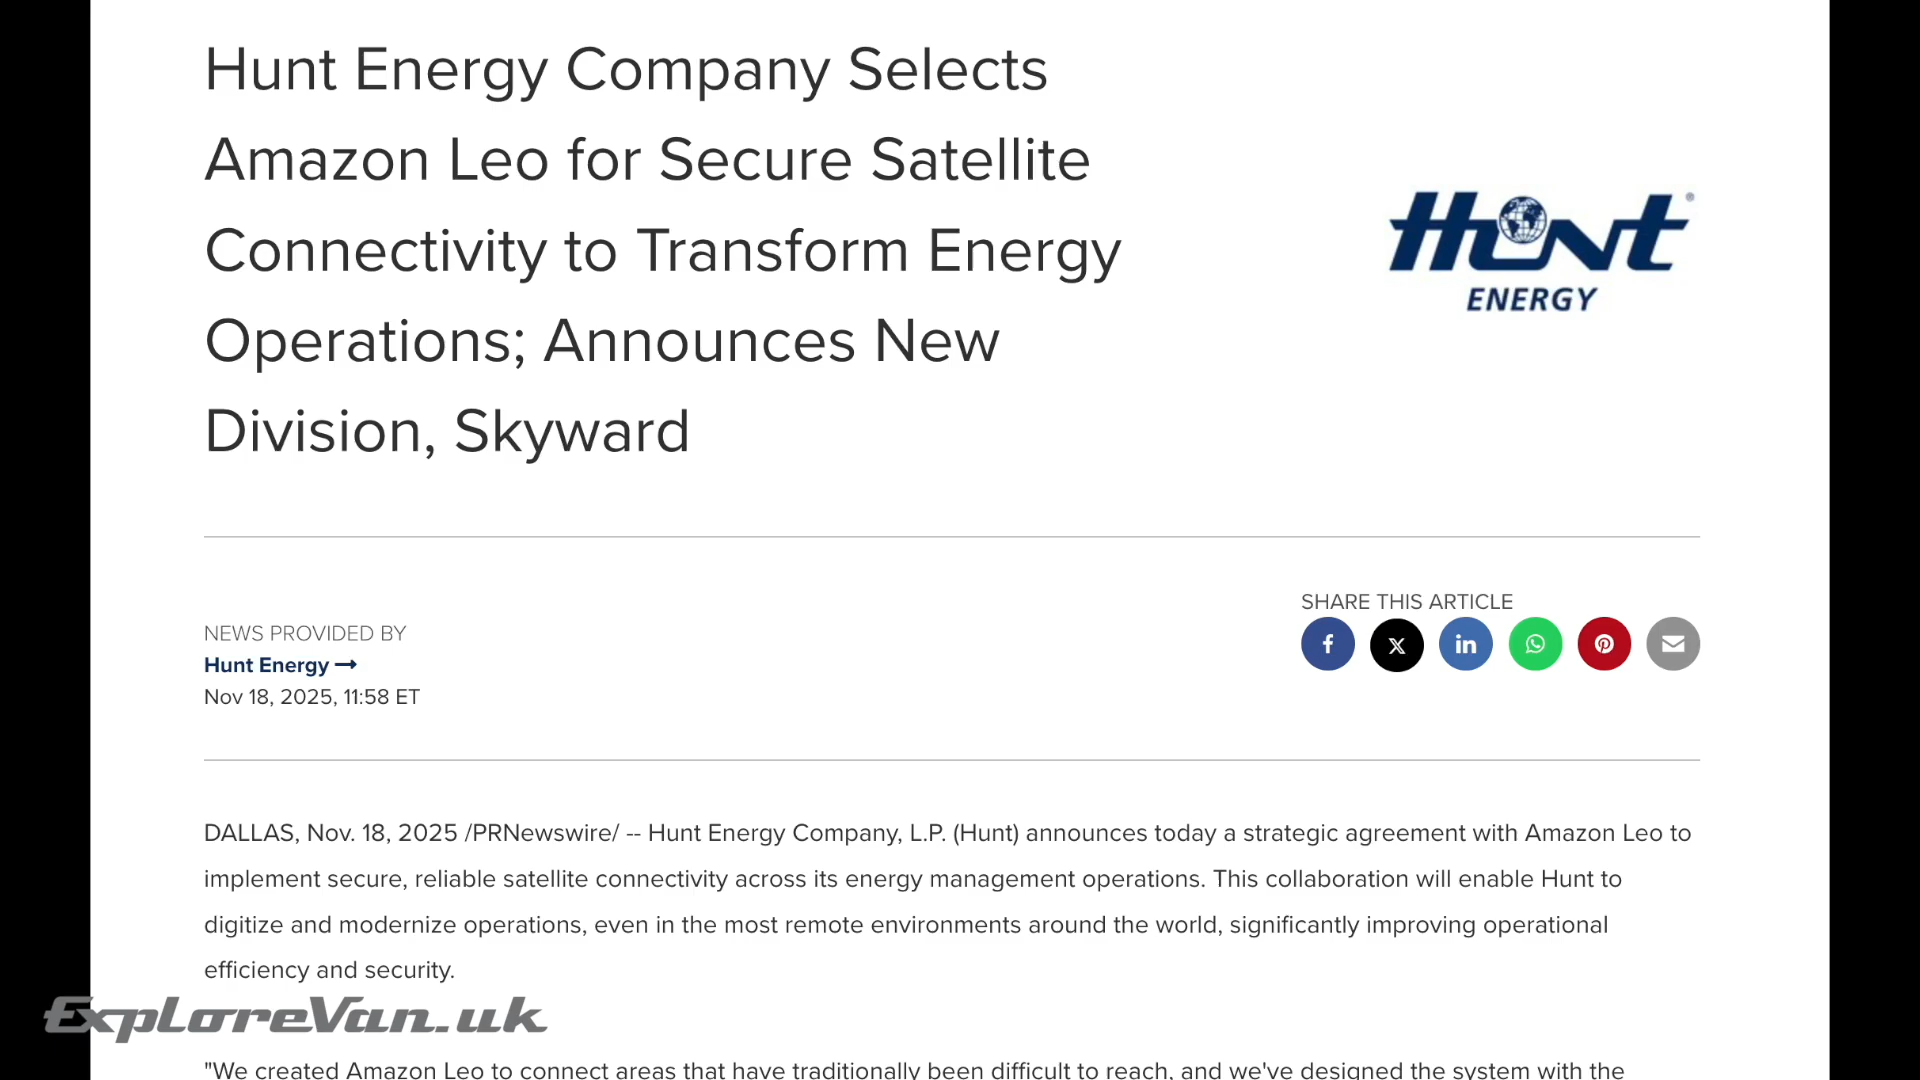 Hunt Energy Company Selects
Amazon Leo for Secure Satellite
Connectivity to Transform Energy
Operations; Announces New
Division, Skyward
Hunt®
ENERGY
NEWS PROVIDED BY
Hunt Energy →
Nov 18, 2025, 11:58 ET
SHARE THIS ARTICLE
DALLAS, Nov. 18, 2025 /PRNewswire/ -- Hunt Energy Company, L.P. (Hunt) announces today a strategic agreement with Amazon Leo to
implement secure, reliable satellite connectivity across its energy management operations. This collaboration will enable Hunt to
digitize and modernize operations, even in the most remote environments around the world, significantly improving operational
efficiency and security.
ExploreVan.uk
"We created Amazon Leo to connect areas that have traditionally been difficult to reach, and we've designed the system with the